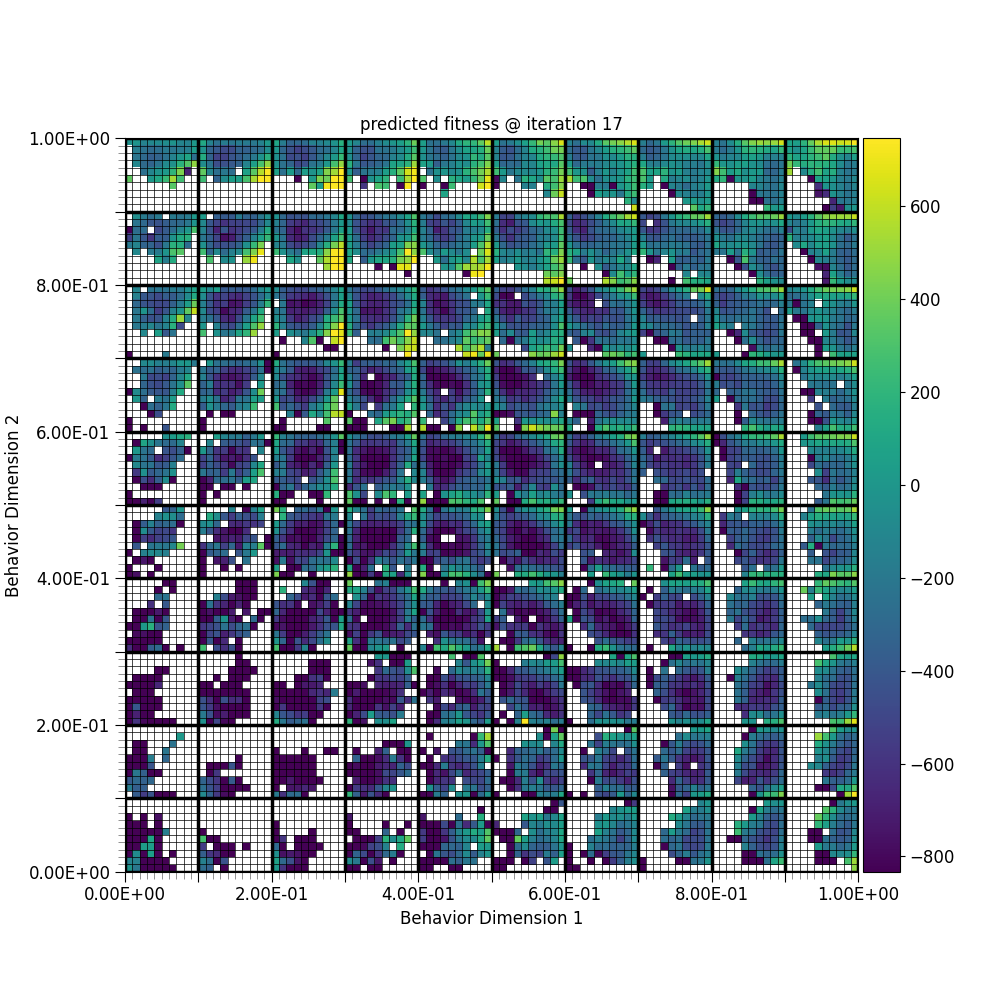 predicted fitness @ iteration 17
1.00E+00
8.00E-01
6.00E-01
4.00E-01
2.00E-01
0.00E+00
Behavior Dimension 2
0.00E+00 2.00E-01 4.00E-01 6.00E-01 8.00E-01 1.00E+00
Behavior Dimension 1
600
400
200
0
−200
−400
−600
−800